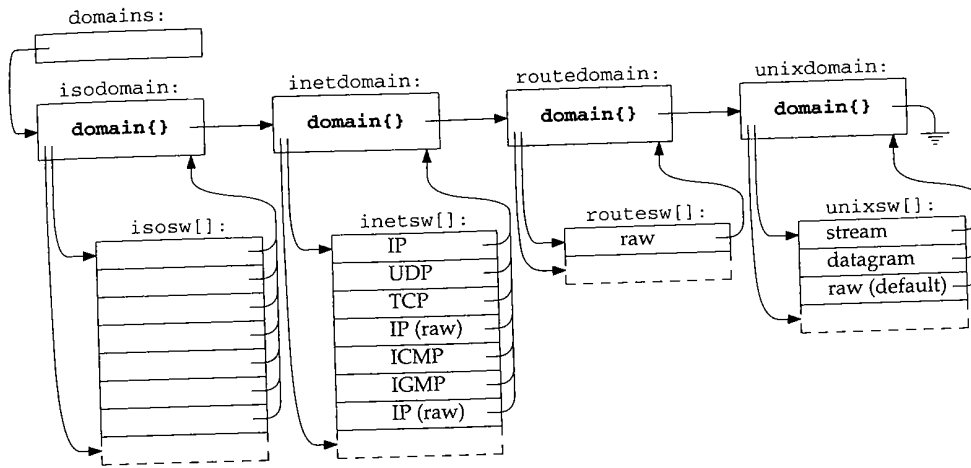 domains:
isodomain:
domain{}
inetdomain:
domain{}
routedomain:
domain{}
unixdomain:
domain{}
isosw[]:
inetsw[]:
IP
UDP
TCP
IP (raw)
ICMP
IGMP
IP (raw)
routesw[]:
raw
unixsw[]:
stream
datagram
raw (default)